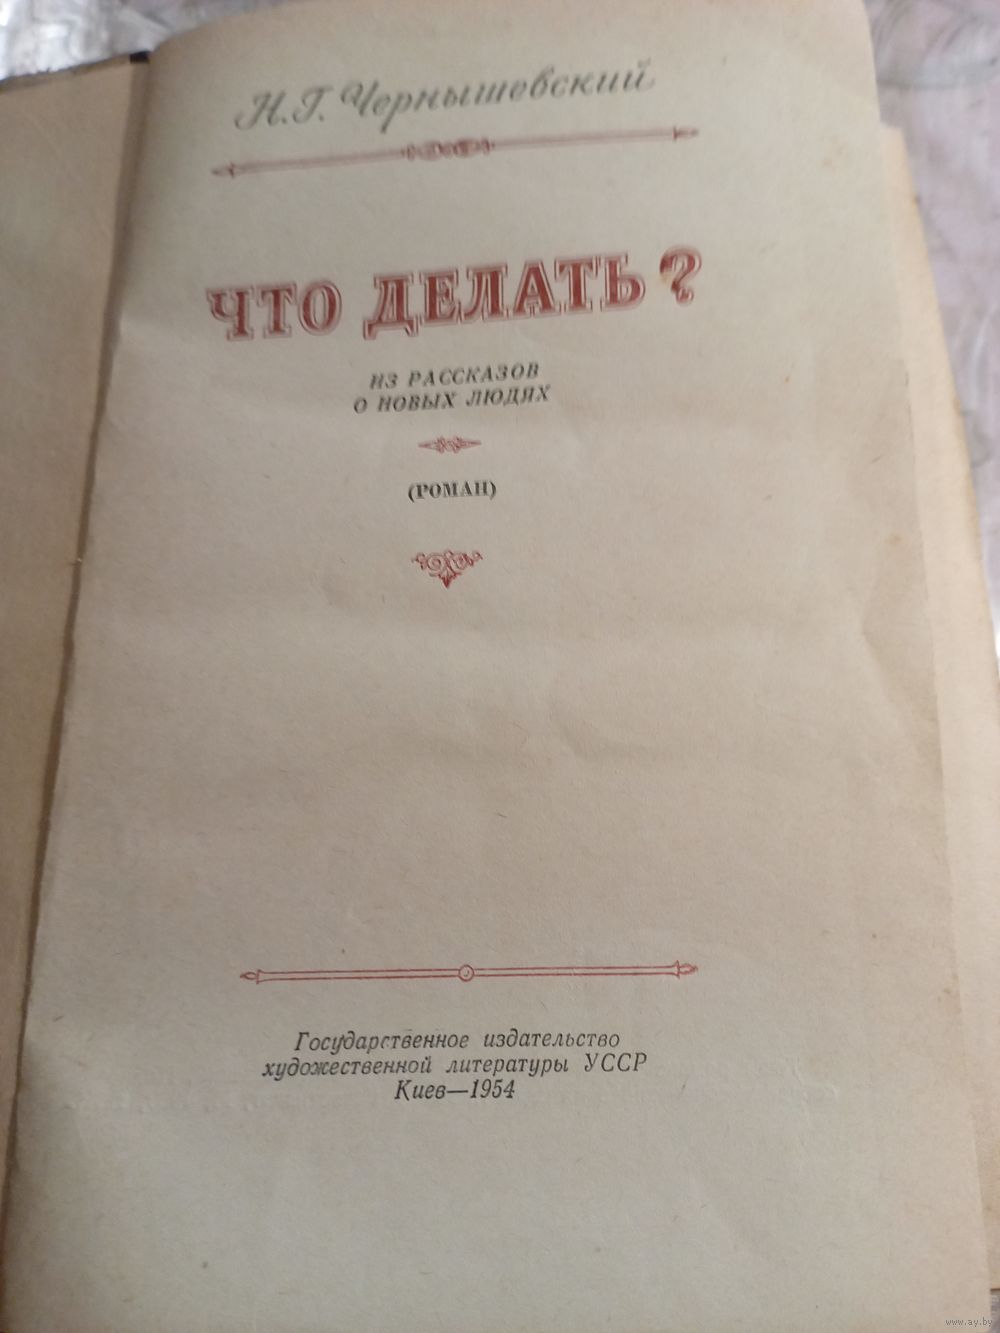 Н.Г. Чернышевский
ЧТО ДЕЛАТЬ?
ИЗ РАССКАЗОВ
О НОВЫХ ЛЮДЯХ
(РОМАН)
Государственное издательство
художественной литературы УССР
Киев—1954
www.ay.by